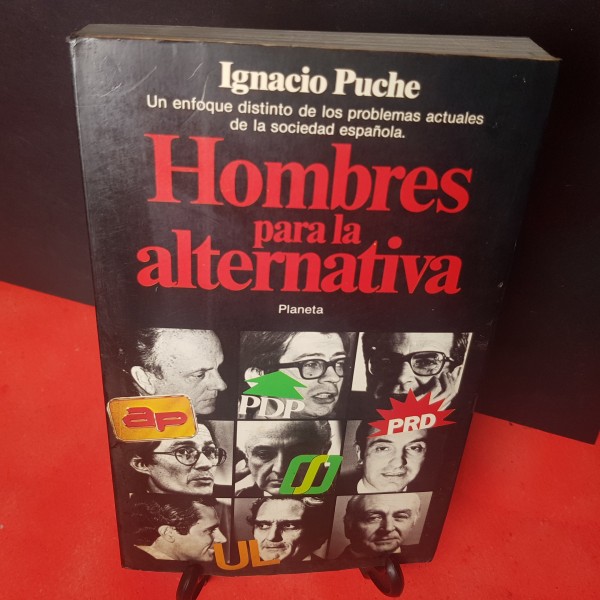 Ignacio Puche
Un enfoque distinto de los problemas actuales
de la sociedad española.
Hombres
para la
alternativa
Planeta
PDP
ap
PRD
UL